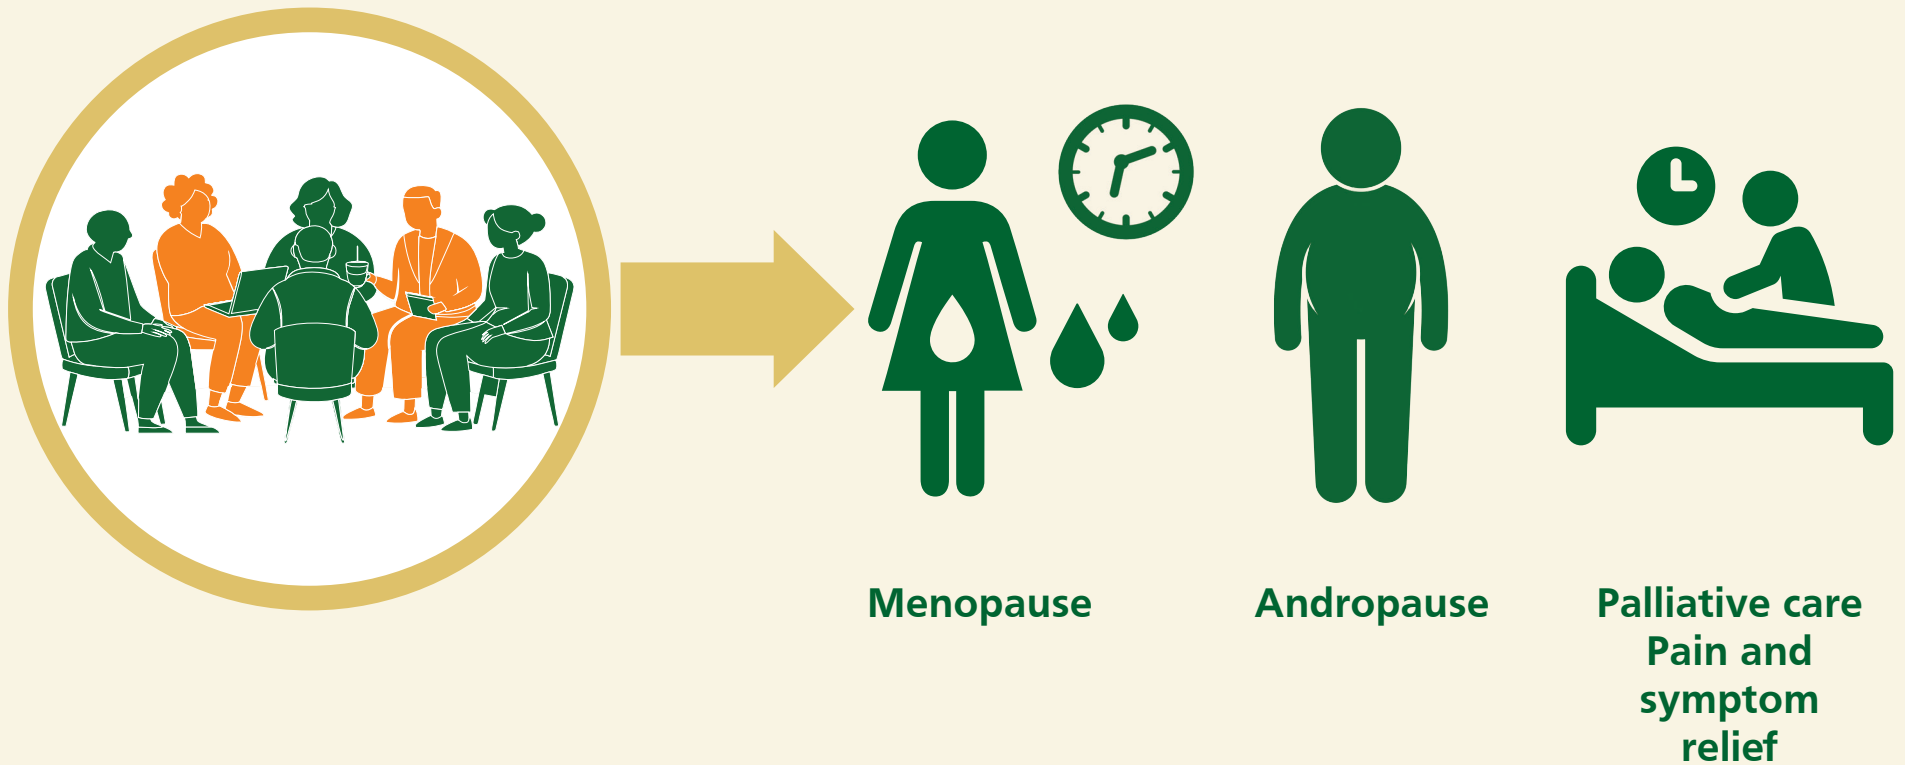 Menopause
Andropause
Palliative care
Pain and
symptom
relief